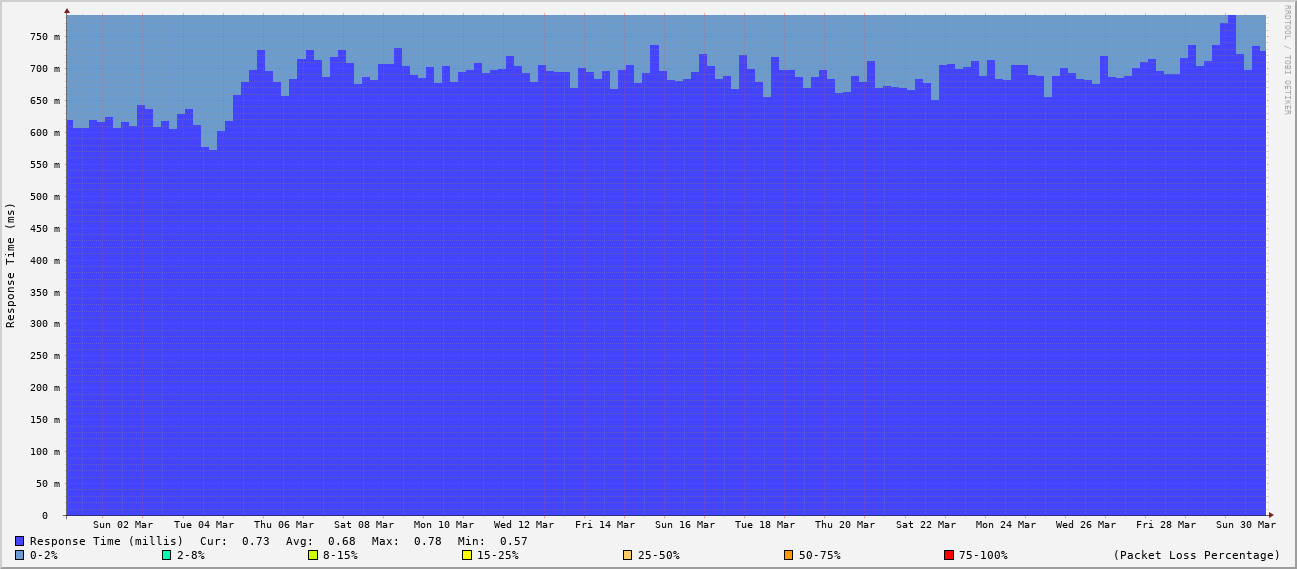 RRDTOOL / TOBI OETIKER
Response Time (ms)
750 m
700 m
650 m
600 m
550 m
500 m
450 m
400 m
350 m
300 m
250 m
200 m
150 m
100 m
50 m
0
Sun 02 Mar Tue 04 Mar Thu 06 Mar Sat 08 Mar Mon 10 Mar Wed 12 Mar Fri 14 Mar Sun 16 Mar Tue 18 Mar Thu 20 Mar Sat 22 Mar Mon 24 Mar Wed 26 Mar Fri 28 Mar Sun 30 Mar
Response Time (millis) Cur: 0.73 Avg: 0.68 Max: 0.78 Min: 0.57
0-2% 2-8% 8-15% 15-25% 25-50% 50-75% 75-100% (Packet Loss Percentage)